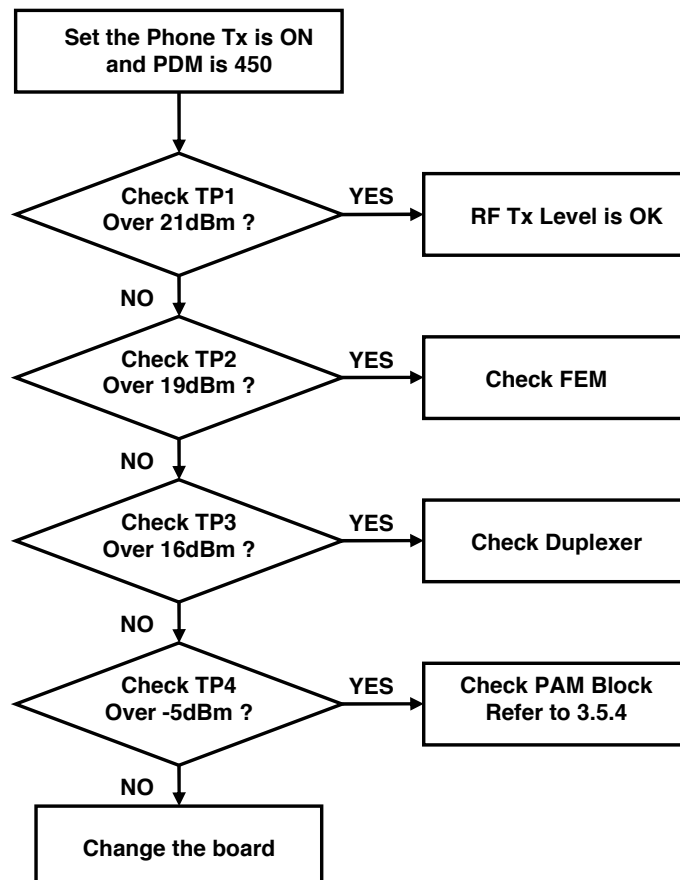 Set the Phone Tx is ON
and PDM is 450
Check TP1
Over 21dBm ?
YES
RF Tx Level is OK
NO
Check TP2
Over 19dBm ?
YES
Check FEM
NO
Check TP3
Over 16dBm ?
YES
Check Duplexer
NO
Check TP4
Over -5dBm ?
YES
Check PAM Block
Refer to 3.5.4
NO
Change the board